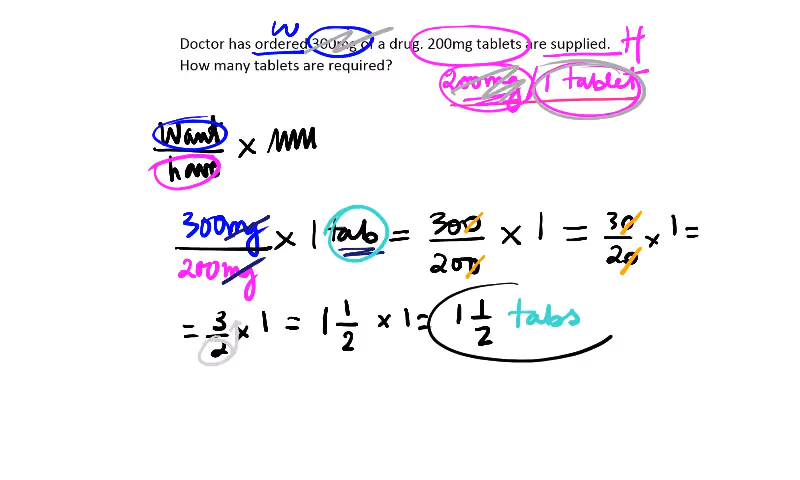 W
Doctor has ordered 300mg of a drug. 200mg tablets are supplied. H
How many tablets are required?
200mg / 1 tablet
Want
have ×
300mg
200mg × 1 tab = 300
200 × 1 = 30
20 × 1 =
= 3
2 × 1 = 1 1
2 × 1 = 1 1
2 tabs